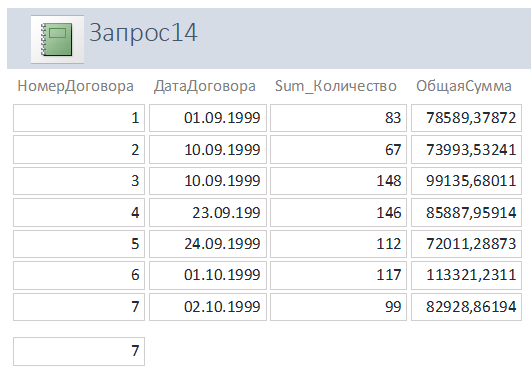 Запрос14
НомерДоговора ДатаДоговора Sum_Количество ОбщаяСумма
1 01.09.1999 83 78589,37872
2 10.09.1999 67 73993,53241
3 10.09.1999 148 99135,68011
4 23.09.199 146 85887,95914
5 24.09.1999 112 72011,28873
6 01.10.1999 117 113321,2311
7 02.10.1999 99 82928,86194
7